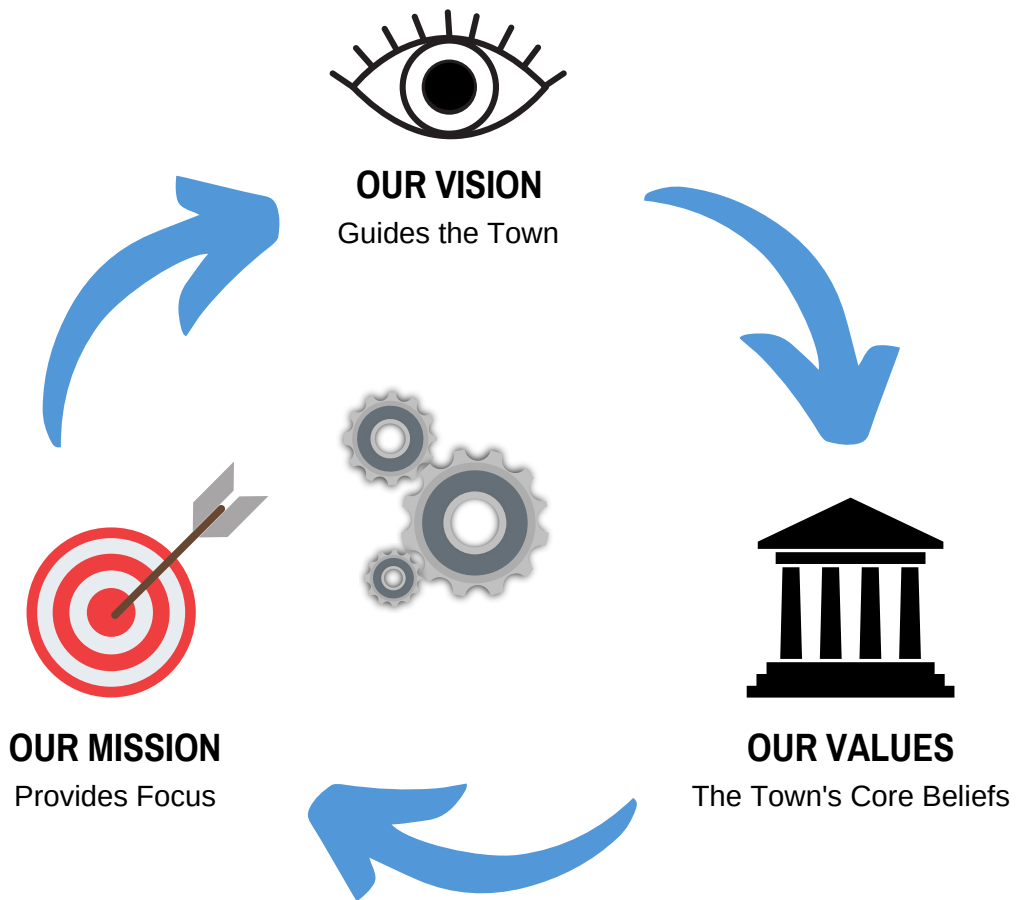 OUR VISION
Guides the Town
OUR MISSION
Provides Focus
OUR VALUES
The Town's Core Beliefs